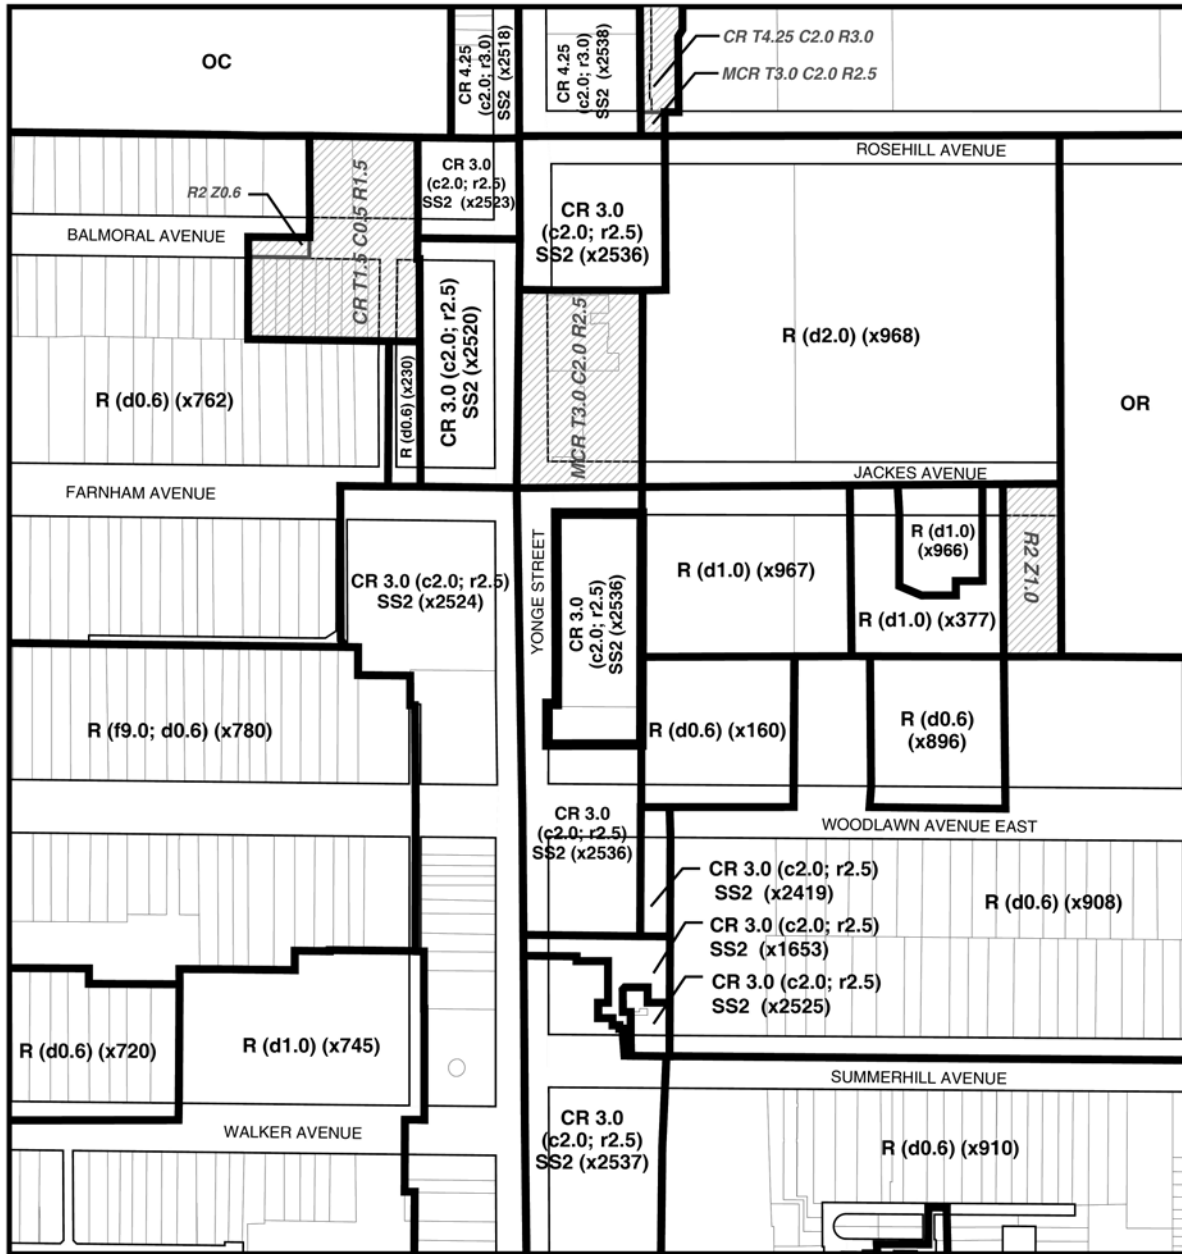 OC
CR 4.25
(c2.0; r3.0)
SS2 (x2518)
CR 4.25
(c2.0; r3.0)
SS2 (x2538)
CR T4.25 C2.0 R3.0
MCR T3.0 C2.0 R2.5
ROSEHILL AVENUE
R2 Z0.6
CR T1.5 C0.5 R1.5
CR 3.0
(c2.0; r2.5)
SS2 (x2523)
CR 3.0
(c2.0; r2.5)
SS2 (x2536)
BALMORAL AVENUE
CR 3.0 (c2.0; r2.5)
SS2 (x2520)
MCR T3.0 C2.0 R2.5
R (d2.0) (x968)
R (d0.6) (x762)
R (d0.6) (x230)
OR
JACKES AVENUE
FARNHAM AVENUE
YONGE STREET
CR 3.0 (c2.0; r2.5)
SS2 (x2524)
CR 3.0
(c2.0; r2.5)
SS2 (x2536)
R (d1.0) (x967)
R (d1.0)
(x966)
R (d1.0) (x377)
R2 Z1.0
R (f9.0; d0.6) (x780)
R (d0.6) (x160)
R (d0.6)
(x896)
CR 3.0
(c2.0; r2.5)
SS2 (x2536)
WOODLAWN AVENUE EAST
CR 3.0 (c2.0; r2.5)
SS2 (x2419)
CR 3.0 (c2.0; r2.5)
SS2 (x1653)
CR 3.0 (c2.0; r2.5)
SS2 (x2525)
R (d0.6) (x908)
R (d0.6) (x720)
R (d1.0) (x745)
SUMMERHILL AVENUE
WALKER AVENUE
CR 3.0
(c2.0; r2.5)
SS2 (x2537)
R (d0.6) (x910)